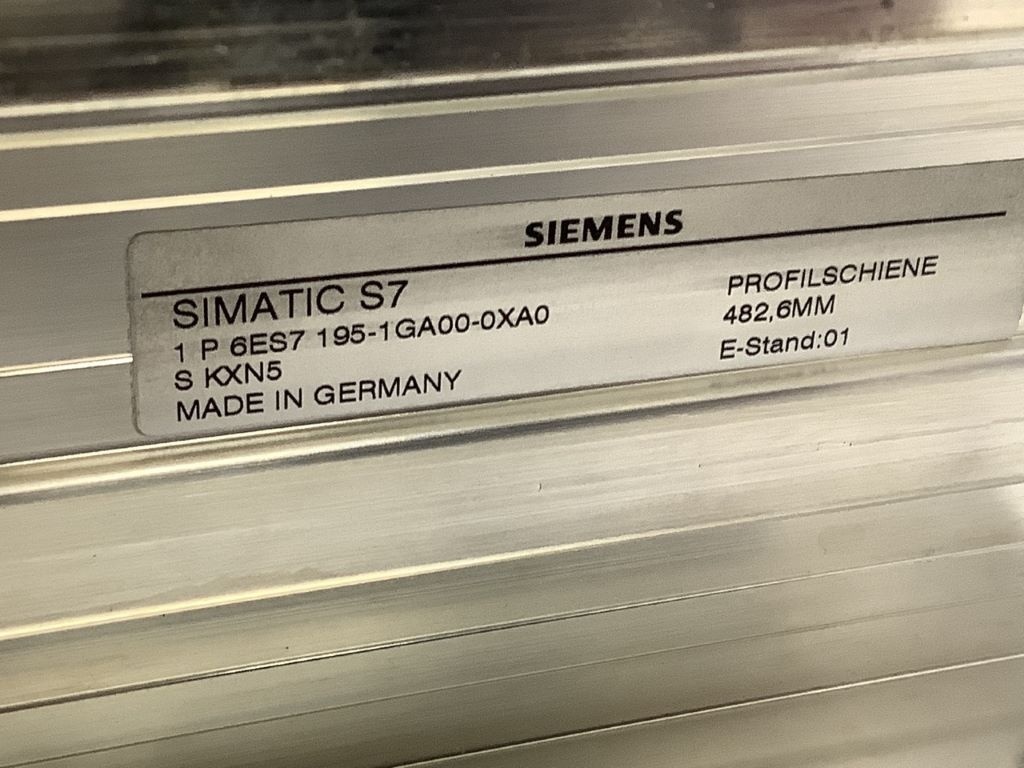 SIEMENS
SIMATIC S7
1 P 6ES7 195-1GA00-0XA0
S KXN5
MADE IN GERMANY
PROFILSCHIENE
482,6MM
E-Stand:01